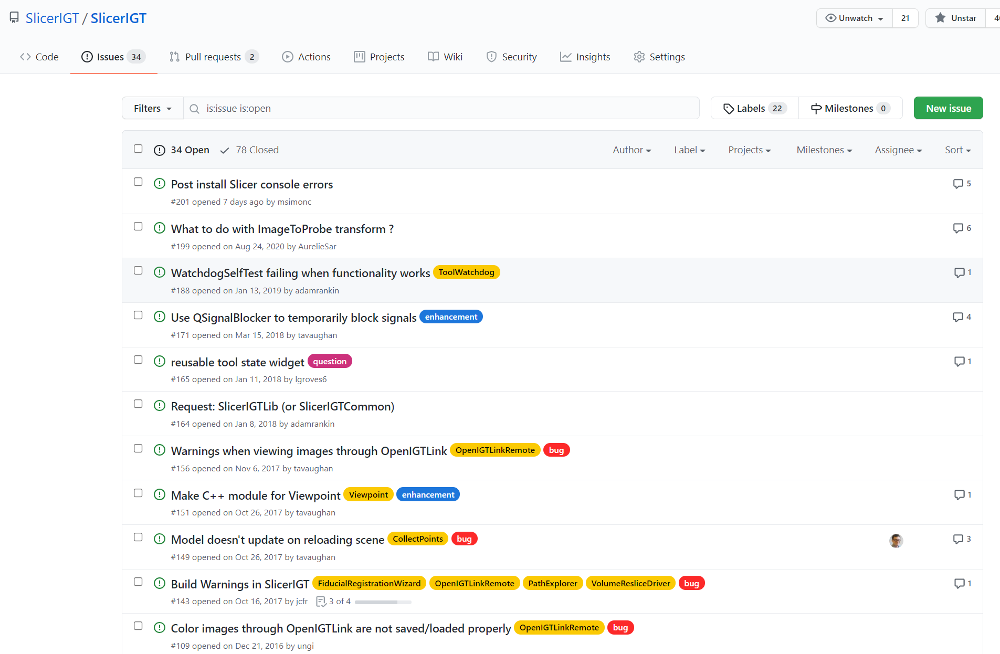 SlicerIGT / SlicerIGT Unwatch 21 Unstar
Code Issues 34 Pull requests 2 Actions Projects Wiki Security Insights Settings
Filters is:issue is:open Labels 22 Milestones 0 New issue
34 Open 78 Closed Author Label Projects Milestones Assignee Sort
Post install Slicer console errors 5
#201 opened 7 days ago by msimonc
What to do with ImageToProbe transform ? 6
#199 opened on Aug 24, 2020 by AurelieSar
WatchdogSelfTest failing when functionality works ToolWatchdog 1
#188 opened on Jan 13, 2019 by adamrankin
Use QSignalBlocker to temporarily block signals enhancement 4
#171 opened on Mar 15, 2018 by tavaughan
reusable tool state widget question 1
#165 opened on Jan 11, 2018 by lgroves6
Request: SlicerIGTLib (or SlicerIGTCommon)
#164 opened on Jan 8, 2018 by adamrankin
Warnings when viewing images through OpenIGTLink OpenIGTLinkRemote bug
#156 opened on Nov 6, 2017 by tavaughan
Make C++ module for Viewpoint Viewpoint enhancement 1
#151 opened on Oct 26, 2017 by tavaughan
Model doesn't update on reloading scene CollectPoints bug 3
#149 opened on Oct 26, 2017 by tavaughan
Build Warnings in SlicerIGT FiducialRegistrationWizard OpenIGTLinkRemote PathExplorer VolumeResliceDriver bug 1
#143 opened on Oct 16, 2017 by jcfr 3 of 4
Color images through OpenIGTLink are not saved/loaded properly OpenIGTLinkRemote bug
#109 opened on Dec 21, 2016 by ungi